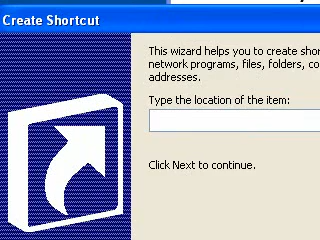 Create Shortcut
This wizard helps you to create
network programs, files, folders,
addresses.
Type the location of the item:
Click Next to continue.